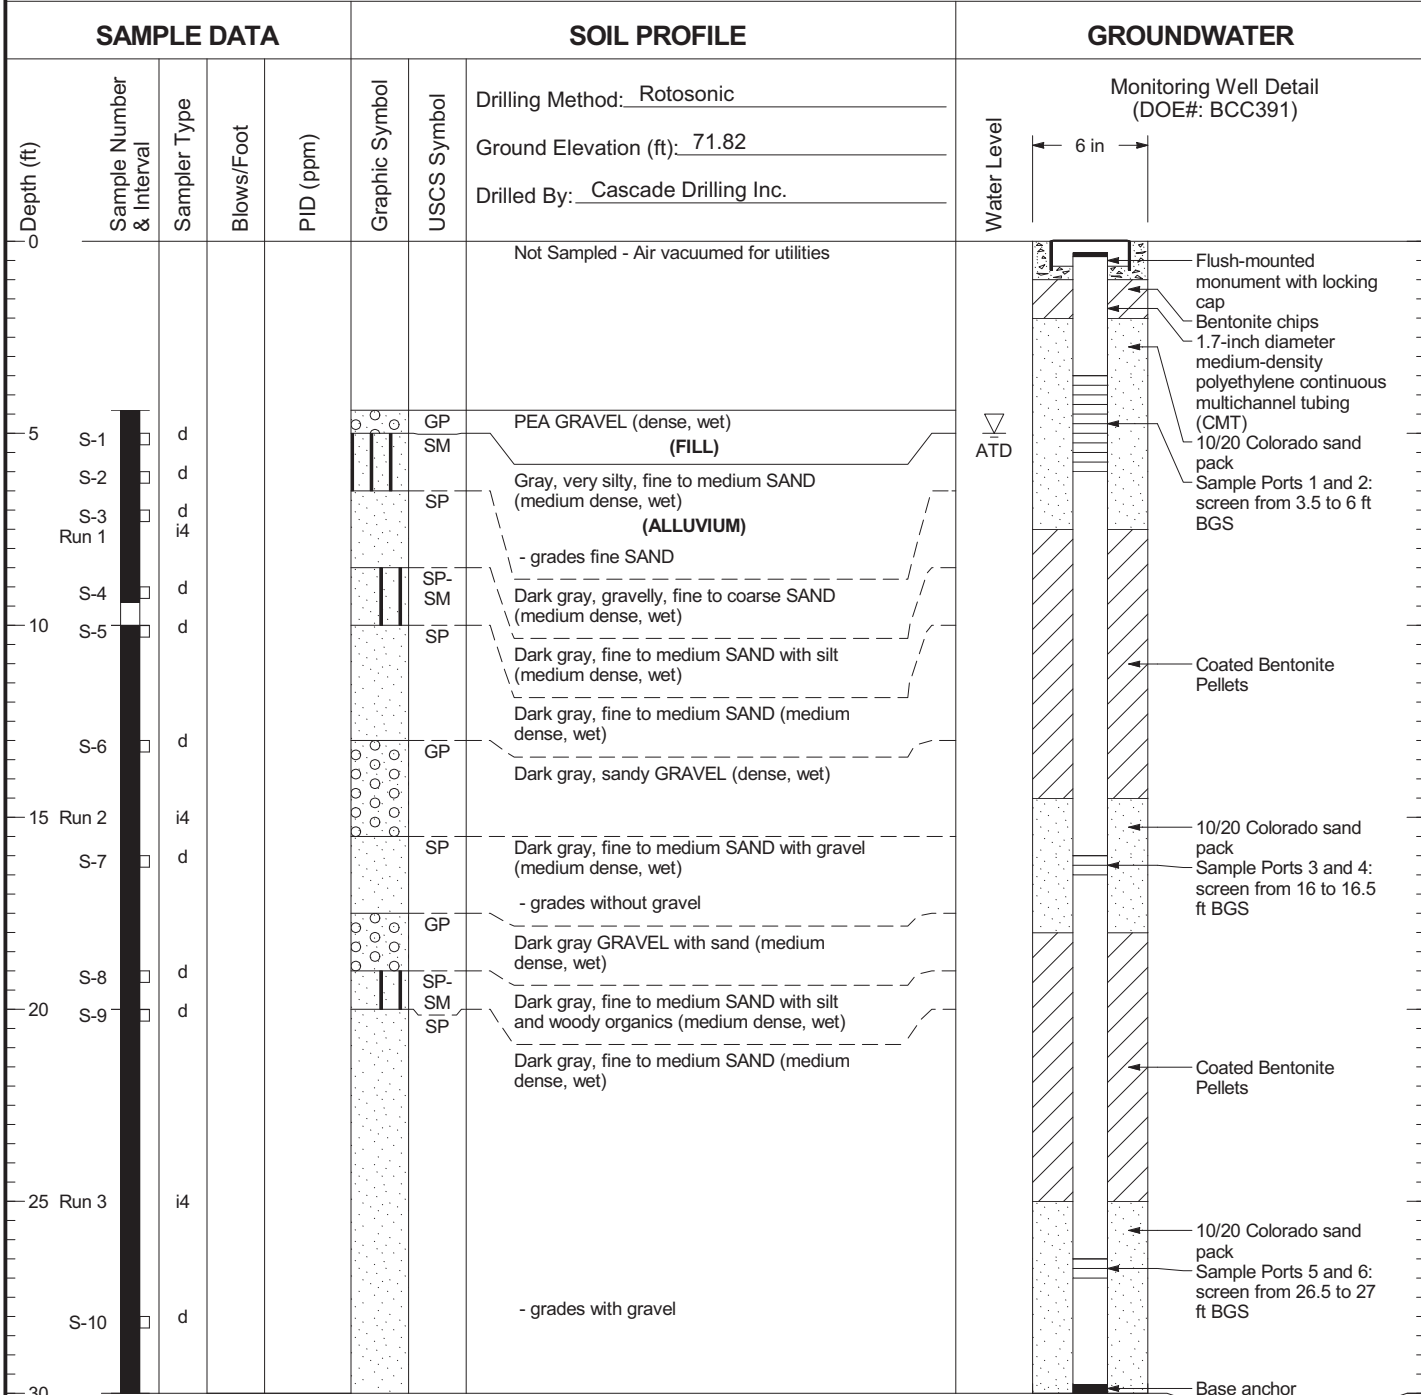 SAMPLE DATA
SOIL PROFILE
GROUNDWATER
Depth (ft)
Sample Number
& Interval
Sampler Type
Blows/Foot
PID (ppm)
Graphic Symbol
USCS Symbol
Drilling Method: Rotosonic
Ground Elevation (ft): 71.82
Drilled By: Cascade Drilling Inc.
Water Level
Monitoring Well Detail
(DOE#: BCC391)
6 in
0
5
10
15
20
25
30
S-1
S-2
S-3
Run 1
S-4
S-5
S-6
Run 2
S-7
S-8
S-9
Run 3
S-10
d
d
d
i4
d
d
d
i4
d
d
d
i4
d
GP
SM
SP
SP-
SM
SP
GP
SP
GP
SP-
SM
SP
Not Sampled - Air vacuumed for utilities
PEA GRAVEL (dense, wet)
(FILL)
Gray, very silty, fine to medium SAND
(medium dense, wet)
(ALLUVIUM)
- grades fine SAND
Dark gray, gravelly, fine to coarse SAND
(medium dense, wet)
Dark gray, fine to medium SAND with silt
(medium dense, wet)
Dark gray, fine to medium SAND (medium
dense, wet)
Dark gray, sandy GRAVEL (dense, wet)
Dark gray, fine to medium SAND with gravel
(medium dense, wet)
- grades without gravel
Dark gray GRAVEL with sand (medium
dense, wet)
Dark gray, fine to medium SAND with silt
and woody organics (medium dense, wet)
Dark gray, fine to medium SAND (medium
dense, wet)
- grades with gravel
ATD
Flush-mounted
monument with locking
cap
Bentonite chips
1.7-inch diameter
medium-density
polyethylene continuous
multichannel tubing
(CMT)
10/20 Colorado sand
pack
Sample Ports 1 and 2:
screen from 3.5 to 6 ft
BGS
Coated Bentonite
Pellets
10/20 Colorado sand
pack
Sample Ports 3 and 4:
screen from 16 to 16.5
ft BGS
Coated Bentonite
Pellets
10/20 Colorado sand
pack
Sample Ports 5 and 6:
screen from 26.5 to 27
ft BGS
Base anchor